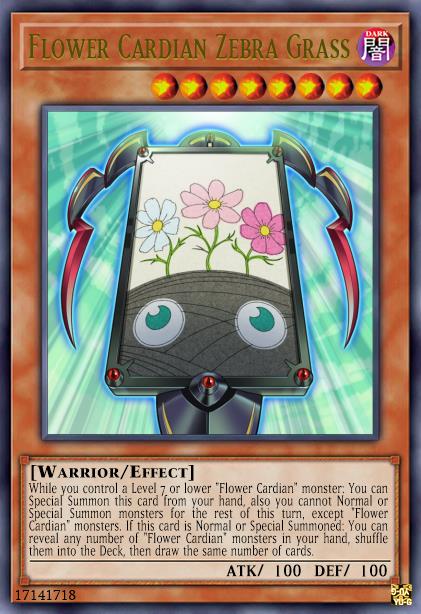 Flower Cardian Zebra Grass
DARK
闇
[Warrior/Effect]
While you control a Level 7 or lower "Flower Cardian" monster: You can
Special Summon this card from your hand, also you cannot Normal or
Special Summon monsters for the rest of this turn, except "Flower
Cardian" monsters. If this card is Normal or Special Summoned: You can
reveal any number of "Flower Cardian" monsters in your hand, shuffle
them into the Deck, then draw the same number of cards.
ATK/ 100 DEF/ 100
17141718